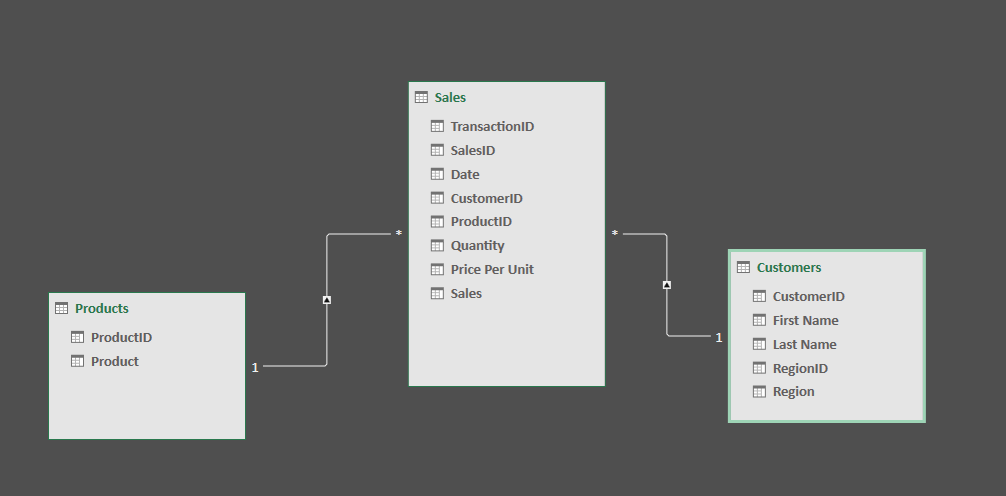 Sales
TransactionID
SalesID
Date
CustomerID
ProductID
Quantity
Price Per Unit
Sales
*
*
Products
ProductID
Product
1
Customers
CustomerID
First Name
Last Name
RegionID
Region
1